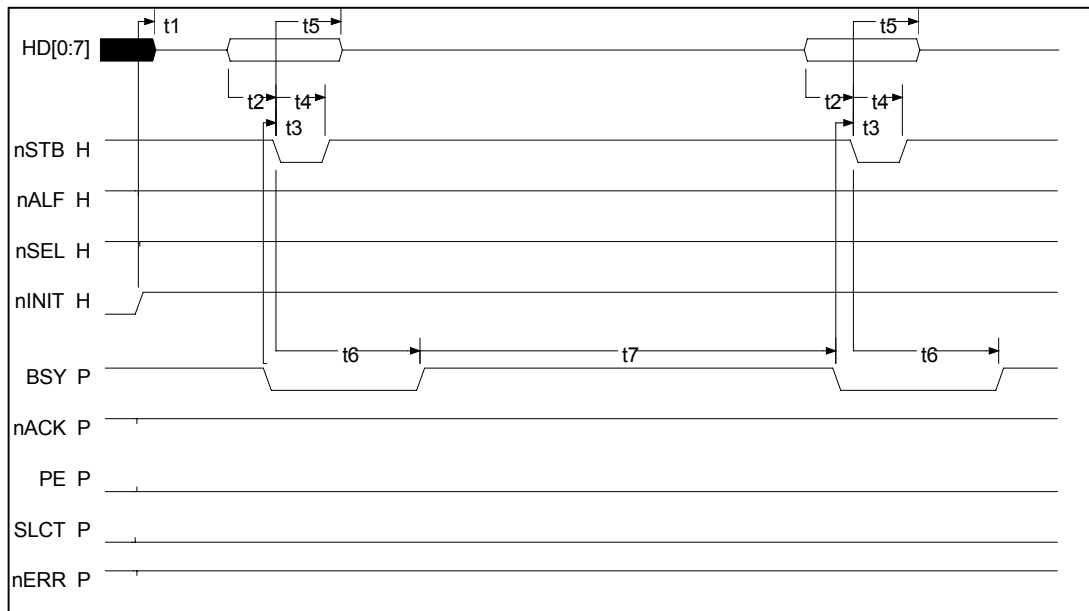 t1
t5
t5
HD[0:7]
t2
t4
t2
t4
t3
t3
nSTB H
nALF H
nSEL H
nINIT H
t6
t7
t6
BSY P
nACK P
PE P
SLCT P
nERR P